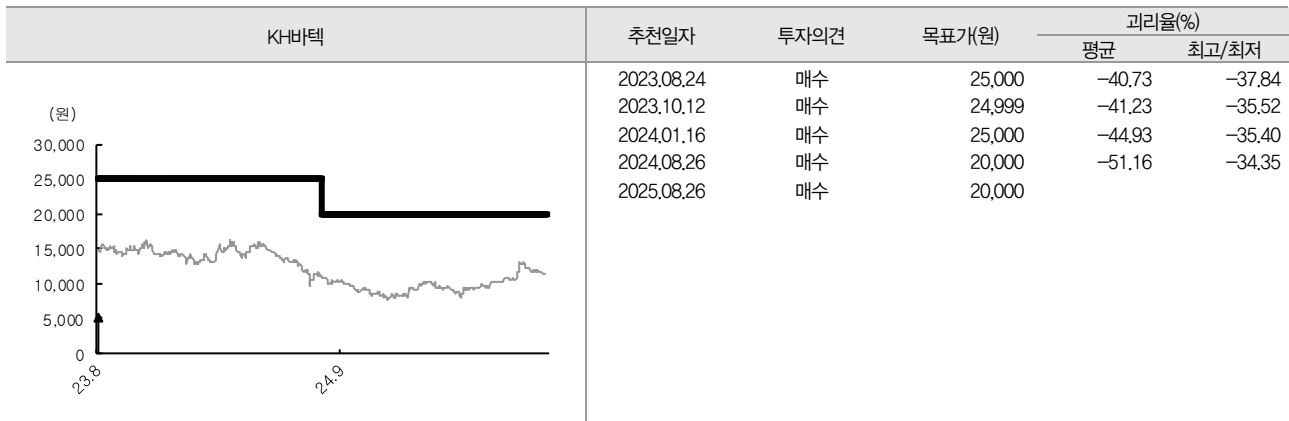 KH바텍
추천일자 투자의견 목표가(원) 괴리율(%)
평균 최고/최저
2023.08.24 매수 25,000 −40.73 −37.84
2023.10.12 매수 24,999 −41.23 −35.52
2024.01.16 매수 25,000 −44.93 −35.40
2024.08.26 매수 20,000 −51.16 −34.35
2025.08.26 매수 20,000
(원)
30,000
25,000
20,000
15,000
10,000
5,000
0
23.8 24.9